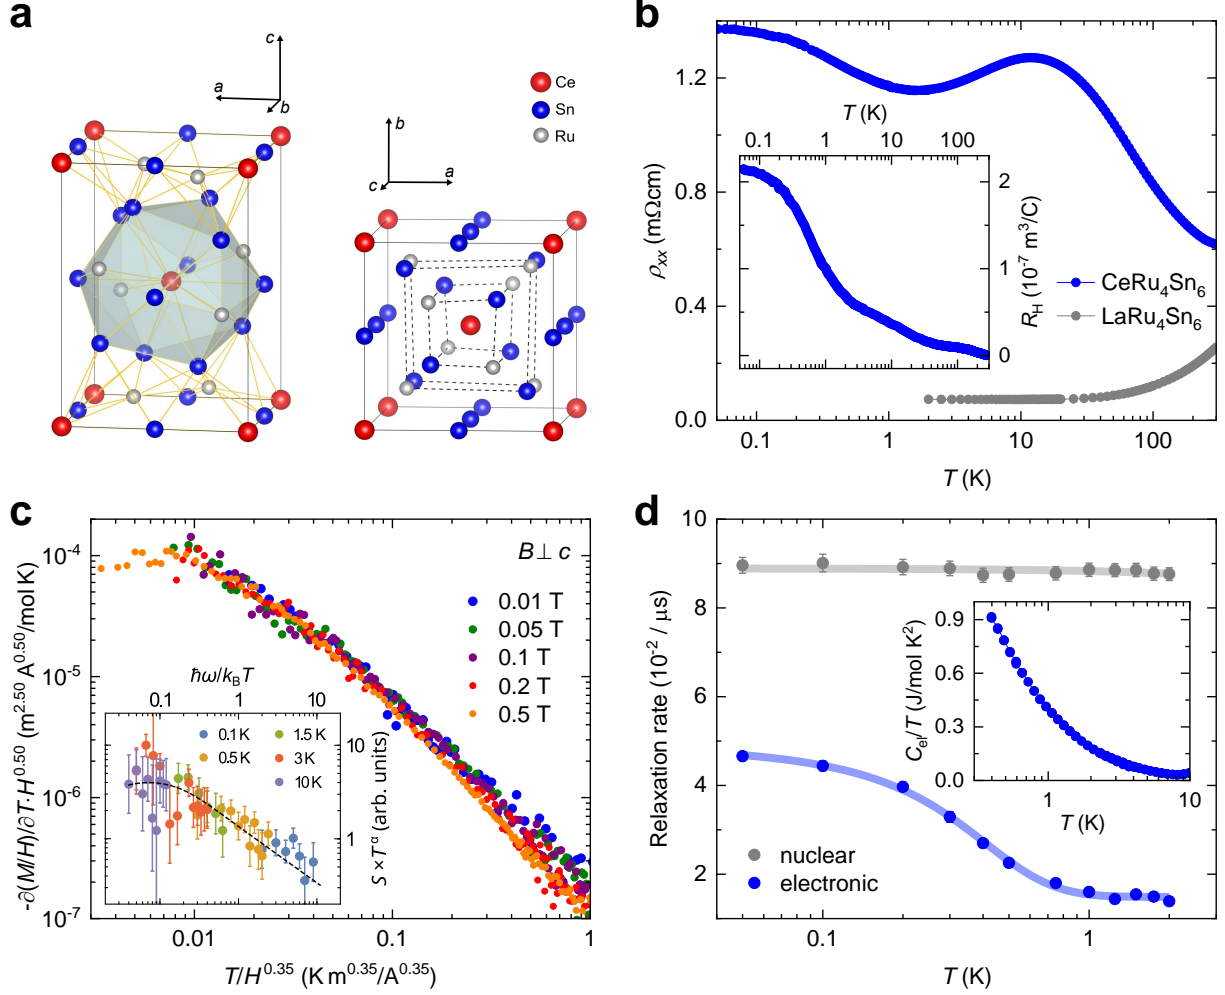 a
c
a
b
Ce
Sn
Ru
b
a
c
b
1.2
0.8
0.4
0.0
ρxx (mΩcm)
T (K)
0.1 1 10 100
2
1
0
RH (10-7 m3/C)
CeRu4Sn6
LaRu4Sn6
0.1 1 10 100
T (K)
c
10-4
10-5
10-6
10-7
-∂(M/H)/∂T·H0.50 (m2.50 A0.50/mol K)
B ⊥ c
0.01 T
0.05 T
0.1 T
0.2 T
0.5 T
ħω/kBT
0.1 1 10
0.1 K
1.5 K
0.5 K
3 K
10 K
10
1
S × Tα (arb. units)
0.01 0.1 1
T/H0.35 (K m0.35/A0.35)
d
10
8
6
4
2
Relaxation rate (10-2 / μs)
0.9
0.6
0.3
0.0
Cel/T (J/mol K2)
1 10
T (K)
nuclear
electronic
0.1 1
T (K)